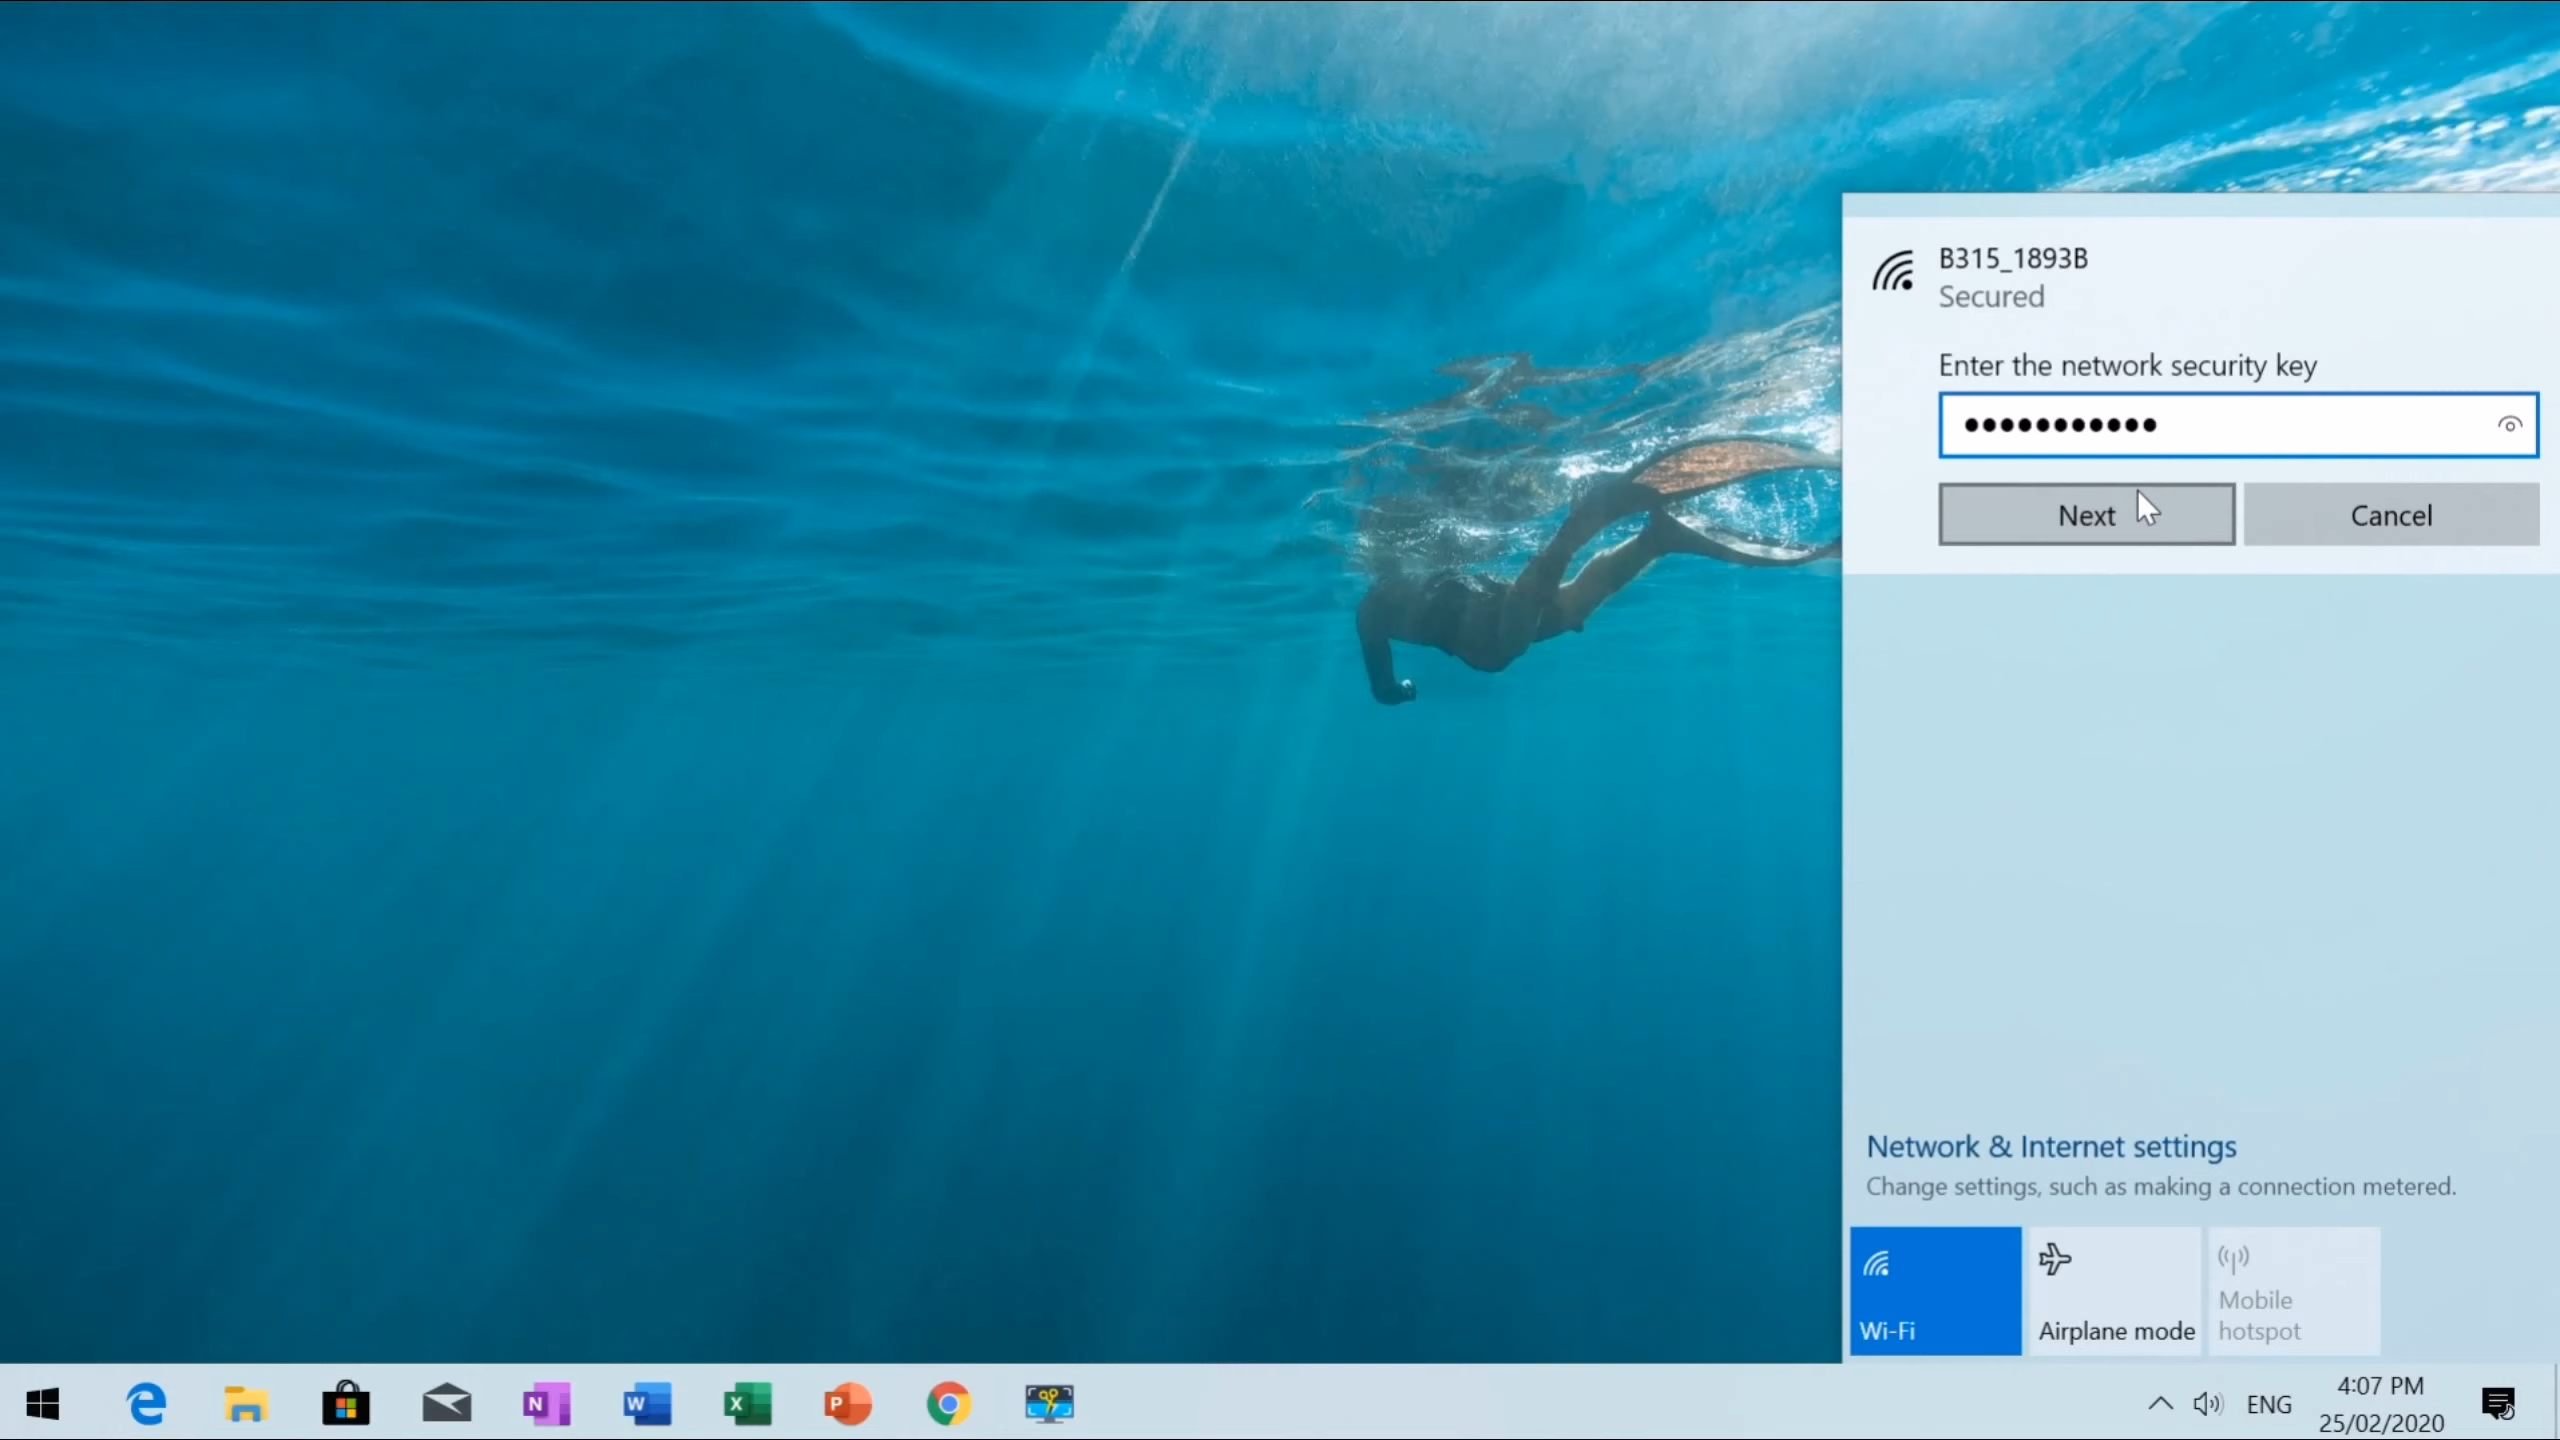 B315_1893B
Secured
Enter the network security key
•••••••••••
Next
Cancel
Network & Internet settings
Change settings, such as making a connection metered.
Wi-Fi
Airplane mode
Mobile
hotspot
N
W
X
P
ENG
4:07 PM
25/02/2020